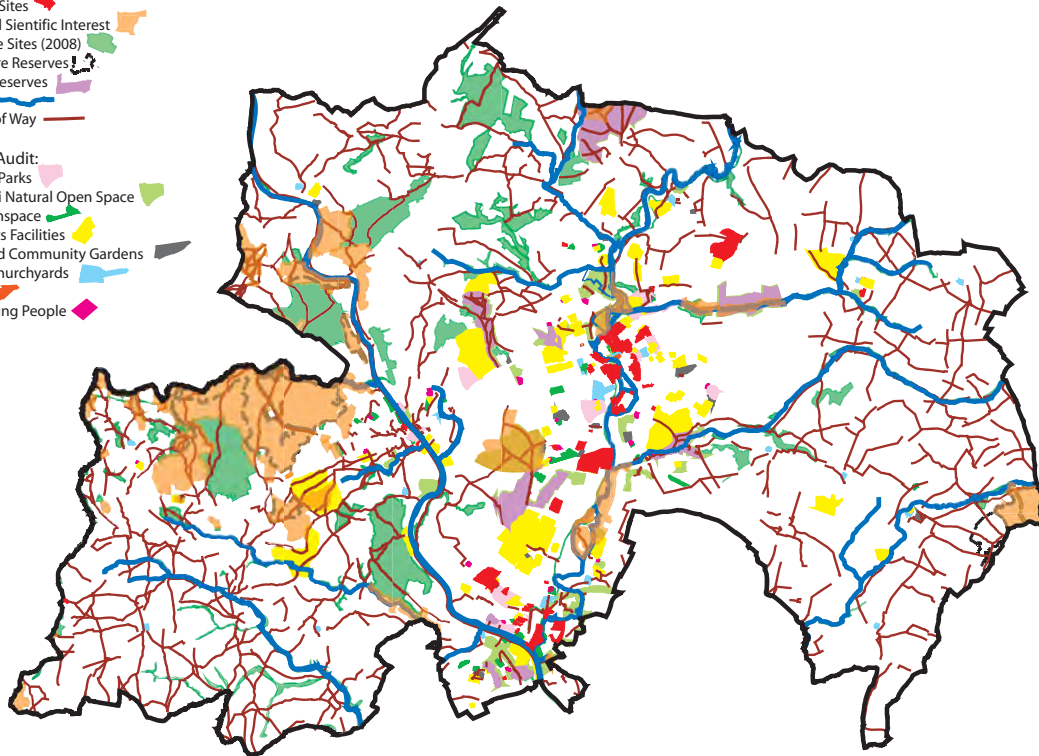 Sites
Sientific Interest
Sites (2008)
Reserves
eserves
of Way
Audit:
Parks
Natural Open Space
nspace
s Facilities
d Community Gardens
hurchyards
ing People